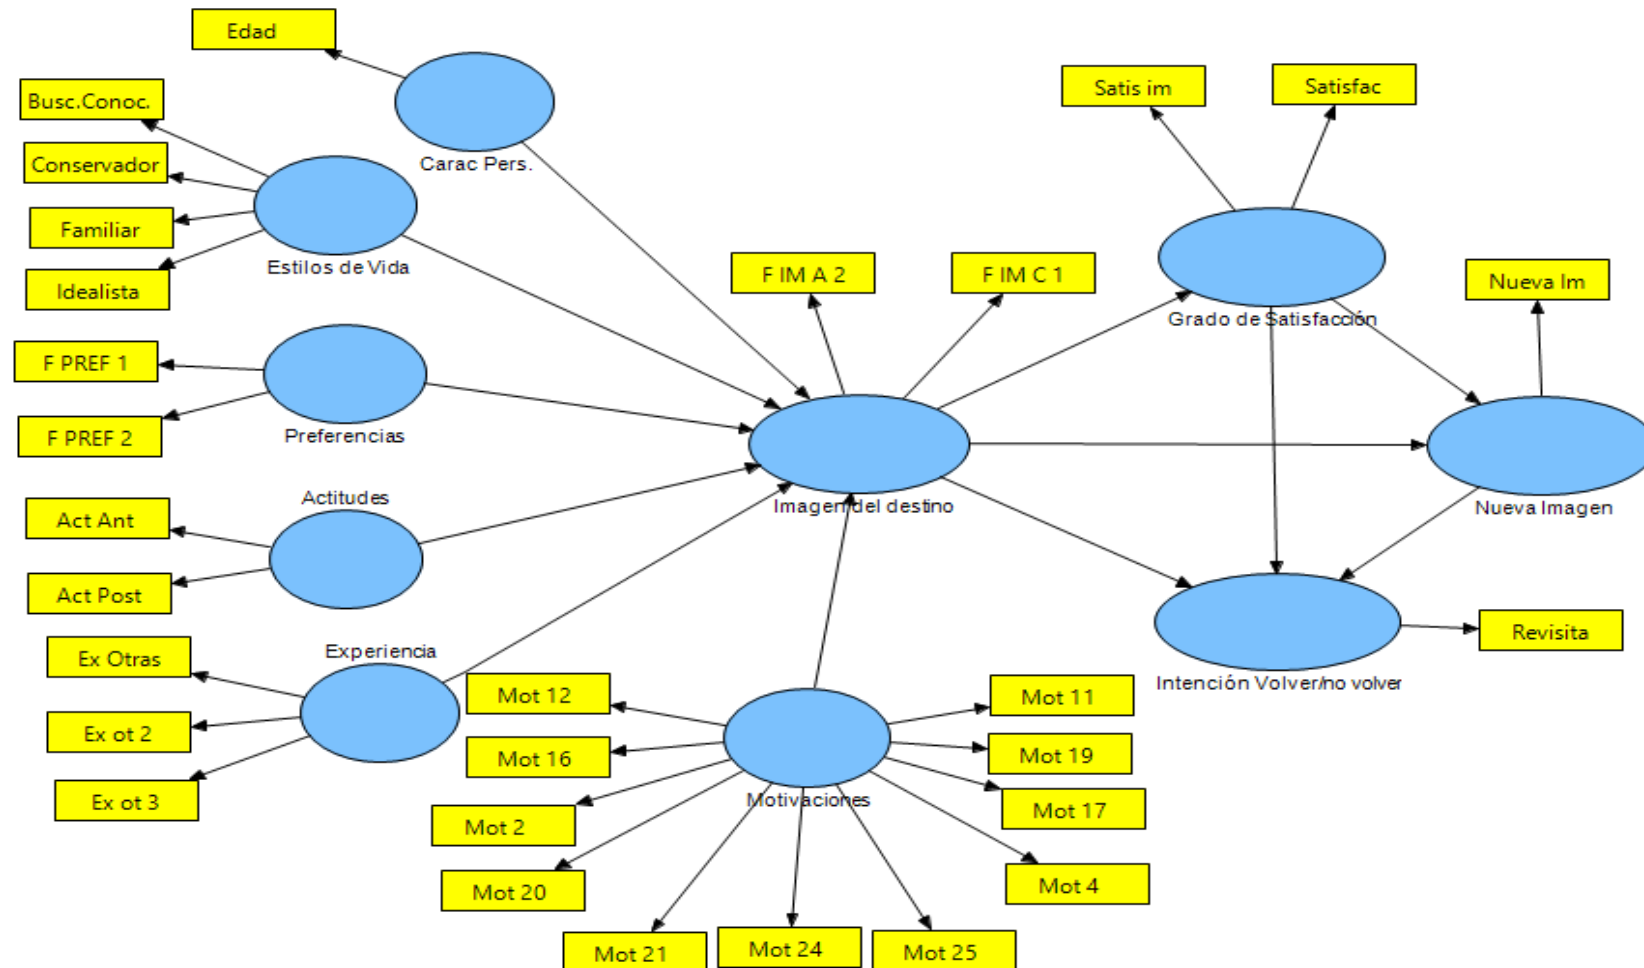 Edad
Busc.Conoc.
Conservador
Familiar
Idealista
Carac Pers.
Estilos de Vida
F PREF 1
F PREF 2
Preferencias
Actitudes
Act Ant
Act Post
Experiencia
Ex Otras
Ex ot 2
Ex ot 3
F IM A 2
F IM C 1
Imagen del destino
Satis im
Satisfac
Grado de Satisfacción
Nueva Im
Nueva Imagen
Revisita
Intención Volver/no volver
Mot 12
Mot 16
Mot 2
Mot 20
Mot 21
Mot 24
Mot 25
Mot 4
Mot 17
Mot 19
Mot 11
Motivaciones